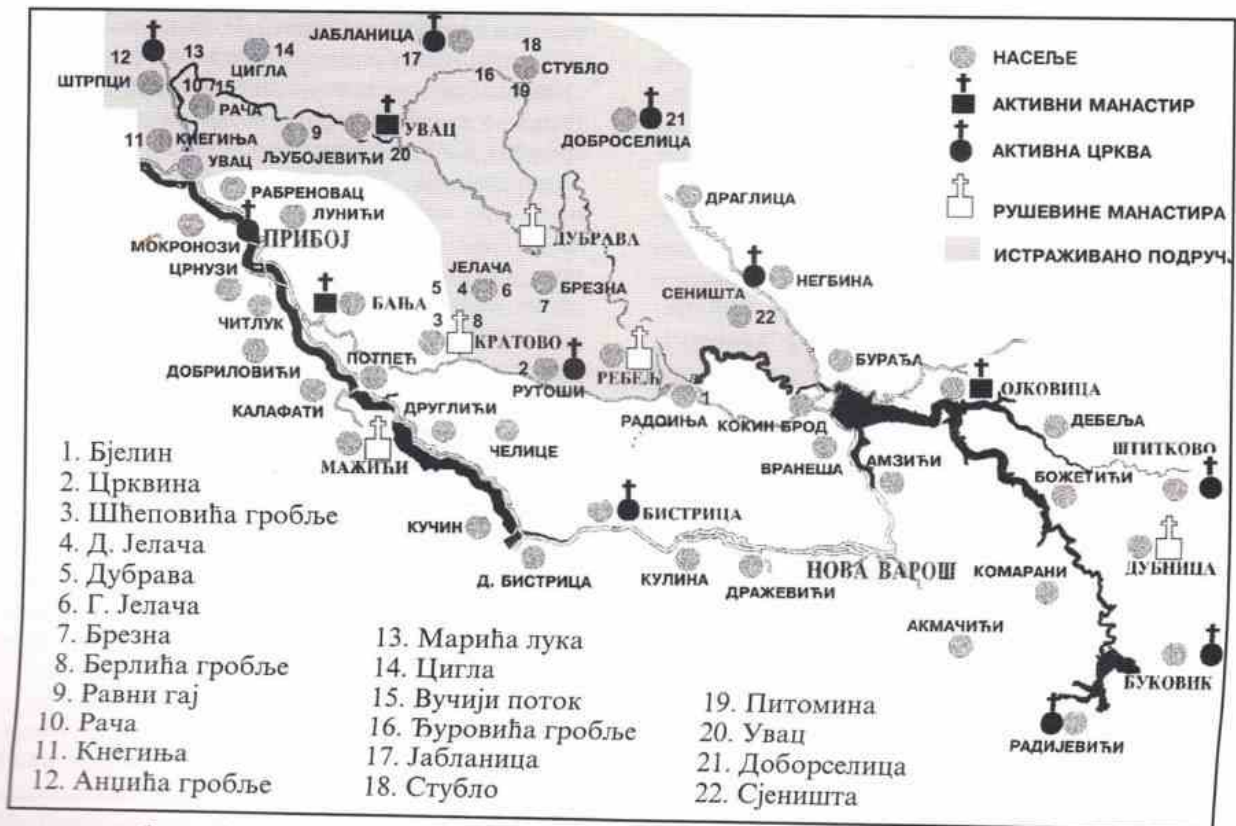 ЈАБЛАНИЦА
12
13
14
17
16
18
СТУБЛО
19
ШТРПЦИ
ЦИГЛА
10 / 15
РАЧА
11
КНЕГИЊА
9
ЉУБОЈЕВИЋИ
УВАЦ
20
УВАЦ
21
ДОБРОСЕЛИЦА
РАБРЕНОВАЦ
ЛУНИЋИ
ДРАГЛИЦА
МОКРОНОЗИ
ПРИБОЈ
ДУБРАВА
ЦРНУЗИ
ЈЕЛАЧА
5
4
6
БРЕЗНА
7
СЕНИШТА
22
НЕГБИНА
ЧИТЛУК
БАЊА
3
8
КРАТОВО
ДОБРИЛОВИЋИ
ПОТПЕЋ
2
РУТОШИ
РЕБЕЉ
БУРАЂА
ОЈКОВИЦА
КАЛАФАТИ
ДРУГЛИЋИ
ЧЕЛИЦЕ
РАДОИЊА
1
КОКИН БРОД
ДЕБЕЉА
МАЖИЋИ
ВРАНЕША
АМЗИЋИ
БОЖЕТИЋИ
ШТИТКОВО
КУЧИН
БИСТРИЦА
Д. БИСТРИЦА
КУЛИНА
ДРАЖЕВИЋИ
НОВА ВАРОШ
КОМАРАНИ
ДУБНИЦА
АКМАЧИЋИ
БУКОВИК
РАДИЈЕВИЋИ
НАСЕЉЕ
АКТИВНИ МАНАСТИР
АКТИВНА ЦРКВА
РУШЕВИНЕ МАНАСТИРА
ИСТРАЖИВАНО ПОДРУЧЈ
1. Бјелин
2. Црквина
3. Шћеповића гробље
4. Д. Јелача
5. Дубрава
6. Г. Јелача
7. Брезна
8. Берлића гробље
9. Равни гај
10. Рача
11. Кнегиња
12. Анџића гробље
13. Марића лука
14. Цигла
15. Вучији поток
16. Ђуровића гробље
17. Јабланица
18. Стубло
19. Питомина
20. Увац
21. Доборселица
22. Сјеништа